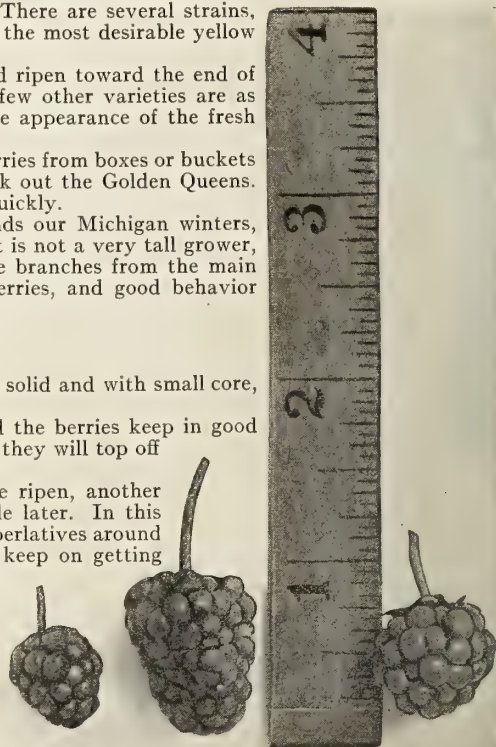 There are several strains,
the most desirable yellow
d ripen toward the end of
few other varieties are as
e appearance of the fresh
rries from boxes or buckets
k out the Golden Queens.
uickly.
nds our Michigan winters,
t is not a very tall grower,
e branches from the main
erries, and good behavior
solid and with small core,
l the berries keep in good
they will top off
e ripen, another
le later. In this
perlatives around
keep on getting
4
3
2
1